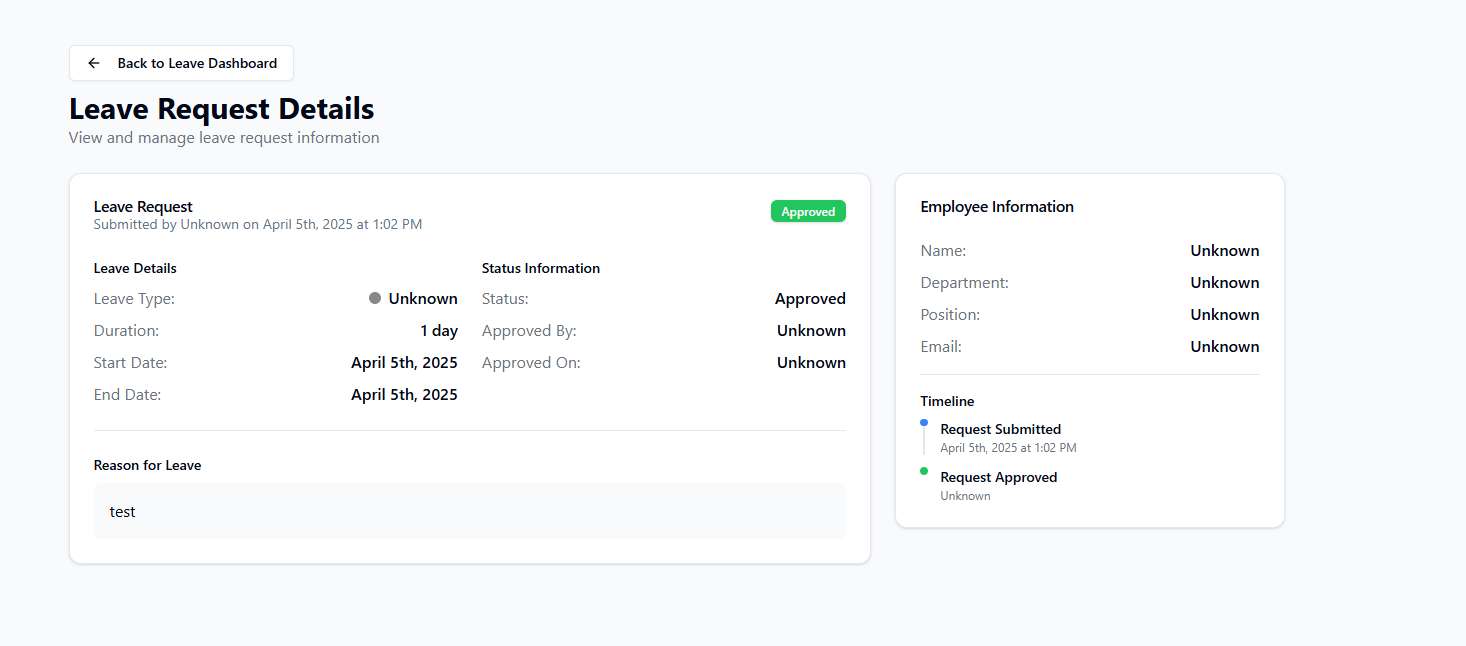 Back to Leave Dashboard
Leave Request Details
View and manage leave request information
Leave Request
Submitted by Unknown on April 5th, 2025 at 1:02 PM
Approved
Leave Details
Leave Type: Unknown
Duration: 1 day
Start Date: April 5th, 2025
End Date: April 5th, 2025
Status Information
Status: Approved
Approved By: Unknown
Approved On: Unknown
Reason for Leave
test
Employee Information
Name: Unknown
Department: Unknown
Position: Unknown
Email: Unknown
Timeline
Request Submitted
April 5th, 2025 at 1:02 PM
Request Approved
Unknown